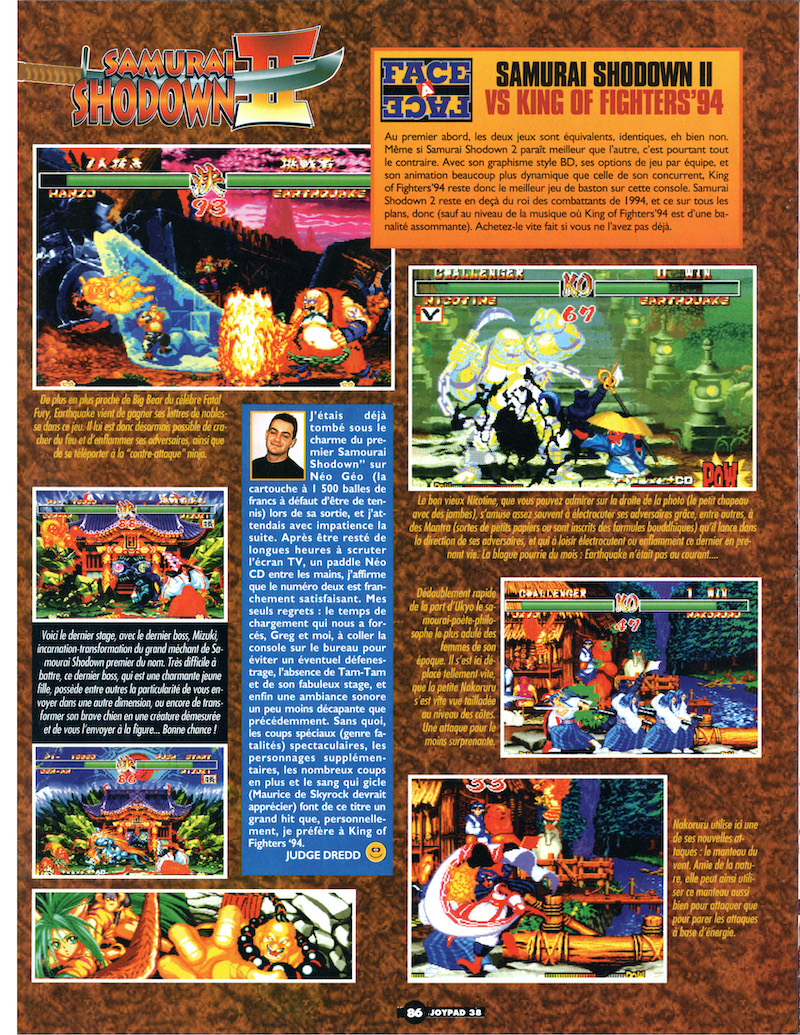 SAMURAI
SHODOWN II
FACE
A
FACE
SAMURAI SHODOWN II
VS KING OF FIGHTERS'94
Au premier abord, les deux jeux sont équivalents, identiques, eh bien non.
Même si Samurai Shodown 2 paraît meilleur que l'autre, c'est pourtant tout
le contraire. Avec son graphisme style BD, ses options de jeu par équipe, et
son animation beaucoup plus dynamique que celle de son concurrent, King
of Fighters'94 reste donc le meilleur jeu de baston sur cette console. Samurai
Shodown 2 reste en deçà du roi des combattants de 1994, et ce sur tous les
plans, donc (sauf au niveau de la musique où King of Fighters'94 est d'une ba-
nalité assommante). Achetez-le vite fait si vous ne l'avez pas déjà.
HANZO
EARTHQUAKE
93
De plus en plus proche de Big Bear du célèbre Fatal
Fury, Earthquake vient de gagner ses lettres de nobles-
se dans ce jeu. Il lui est donc désormais possible de cra-
cher du feu et d'enflammer ses adversaires, ainsi que
de se téléporter à la "contre-attaque" ninja.
CHALLENGER
11 WIN
KO
NICOTINE
EARTHQUAKE
67
CD
POW
Le bon vieux Nicotine, que vous pouvez admirer sur la droite de la photo (le petit chapeau
avec des jambes), s'amuse assez souvent à électrocuter ses adversaires grâce, entre autres, à
des Mantra (sortes de petits papiers ou sont inscrits des formules bouddhiques) qu'il lance dans
la direction de ses adversaires, et qui à loisir électrocutent ou enflamment ce dernier en pre-
nant vie. La blague pourrie du mois : Earthquake n'était pas au courant....
J'étais déjà
tombé sous le
charme du pre-
mier Samouraï
Shodown" sur
Néo Géo (la
cartouche à 1 500 balles de
francs à défaut d'être de ten-
nis) lors de sa sortie, et j'at-
tendais avec impatience la
suite. Après être resté de
longues heures à scruter
l'écran TV, un paddle Néo
CD entre les mains, j'affirme
que le numéro deux est fran-
chement satisfaisant. Mes
seuls regrets : le temps de
chargement qui nous a for-
cés, Greg et moi, à coller la
console sur le bureau pour
éviter un éventuel défenes-
trage, l'absence de Tam-Tam
et de son fabuleux stage, et
enfin une ambiance sonore
un peu moins décapante que
précédemment. Sans quoi,
les coups spéciaux (genre fa-
talités) spectaculaires, les
personnages supplémen-
taires, les nombreux coups
en plus et le sang qui gicle
(Maurice de Skyrock devrait
apprécier) font de ce titre un
grand hit que, personnelle-
ment, je préfère à King of
Fighters '94.
JUDGE DREDD
Voici le dernier stage, avec le dernier boss, Mizuki,
incarnation-transformation du grand méchant de Sa-
mouraï Shodown premier du nom. Très difficile à
battre, ce dernier boss, qui est une charmante jeune
fille, possède entre autres la particularité de vous en-
voyer dans une autre dimension, ou encore de trans-
former son brave chien en une créature démesurée
et de vous l'envoyer à la figure... Bonne chance !
86
MIZUKI
Dédoublement rapide
de la part d'Ukyo le sa-
mouraï-poète-philo-
sophe le plus adulé des
femmes de son
époque. Il s'est ici dé-
placé tellement vite,
que la petite Nakoruru
s'est vite vue tailladée
au niveau des côtes.
Une attaque pour le
moins surprenante.
CHALLENGER
1 WIN
KO
UKYO
NAKORURU
47
33
POW
Nakoruru utilise ici une
de ses nouvelles at-
taques : le manteau du
vent. Amie de la natu-
re, elle peut ainsi utili-
ser ce manteau aussi
bien pour attaquer que
pour parer les attaques
à base d'énergie.
86 JOYPAD 38